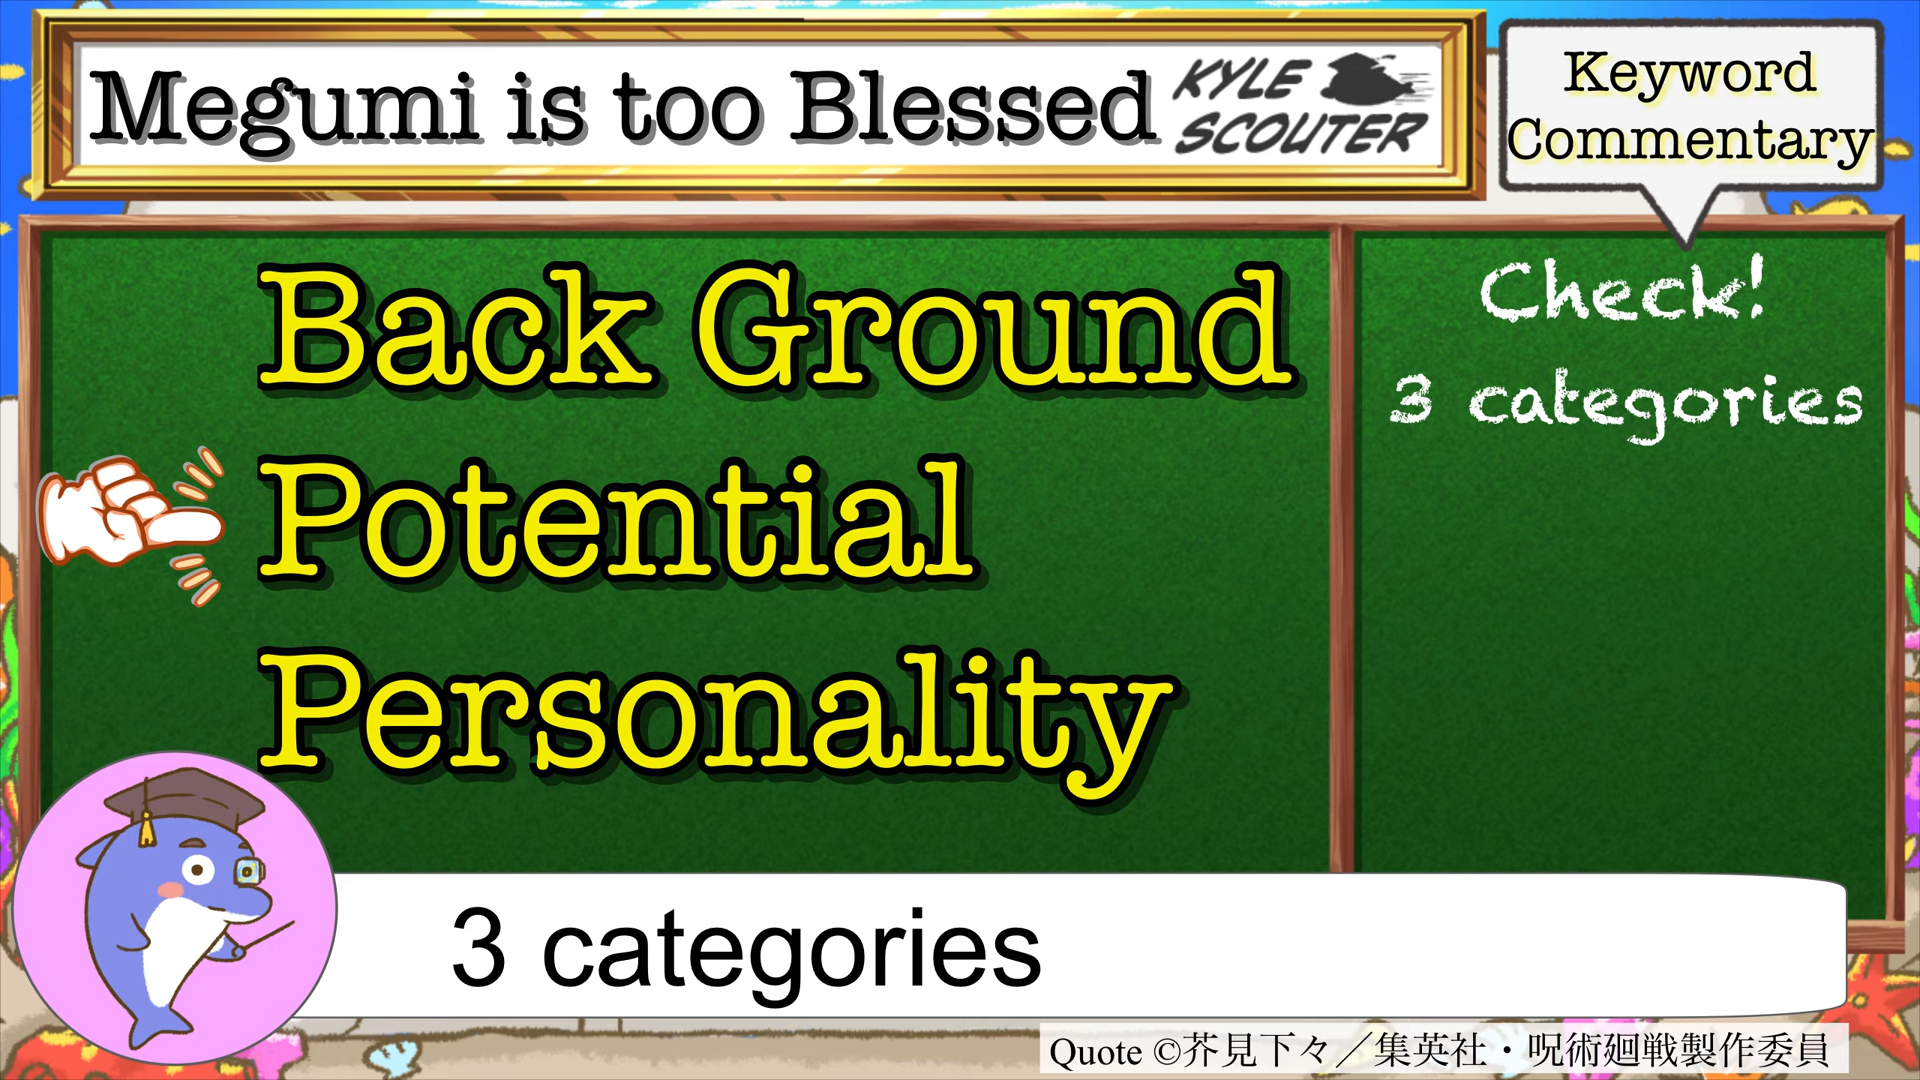 Megumi is too Blessed
KYLE
SCOUTER
Keyword
Commentary
Back Ground
Potential
Personality
Check!
3 categories
3 categories
Quote ©芥見下々／集英社・呪術廻戦製作委員